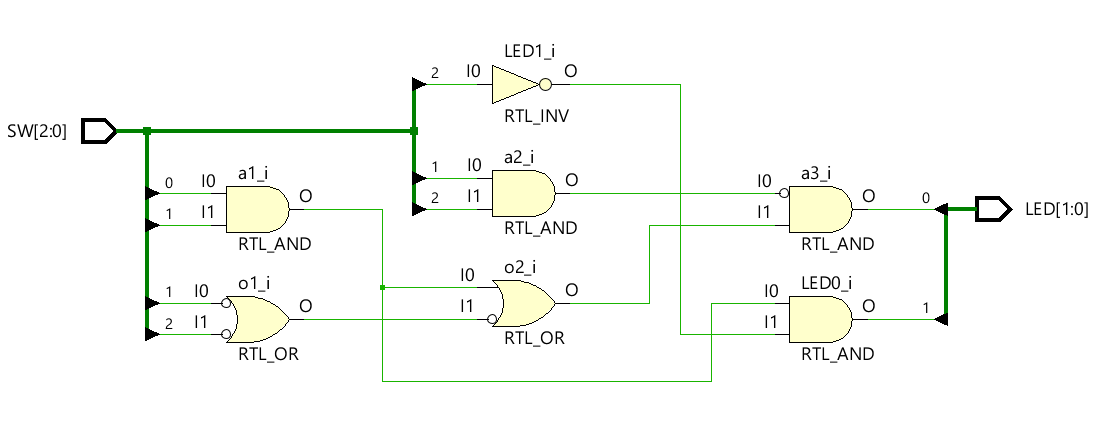 LED1_i
2 I0 O
RTL_INV
SW[2:0]
a1_i
0 I0 O
1 I1
RTL_AND
a2_i
1 I0 O
2 I1
RTL_AND
a3_i
I0 O 0
I1
RTL_AND
LED[1:0]
o1_i
1 I0 O
2 I1
RTL_OR
o2_i
I0 O
I1
RTL_OR
LED0_i
I0 O 1
I1
RTL_AND